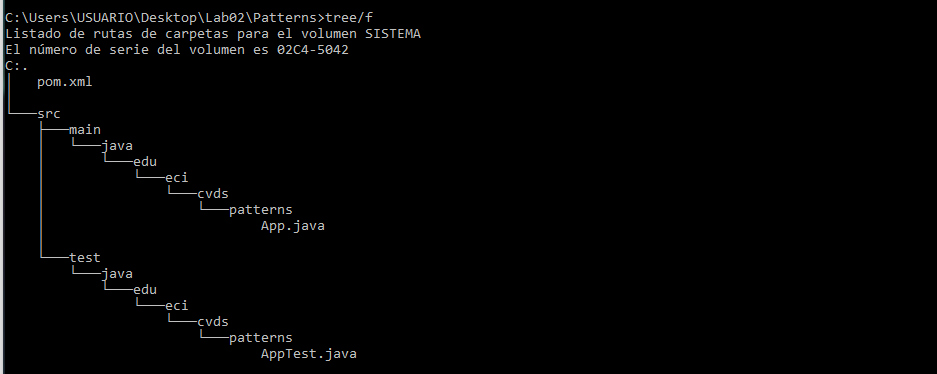 C:\Users\USUARIO\Desktop\Lab02\Patterns>tree/f
Listado de rutas de carpetas para el volumen SISTEMA
El número de serie del volumen es 02C4-5042
C:.
│   pom.xml
│
└───src
    ├───main
    │   └───java
    │       └───edu
    │           └───eci
    │               └───cvds
    │                   └───patterns
    │                           App.java
    │
    └───test
        └───java
            └───edu
                └───eci
                    └───cvds
                        └───patterns
                                AppTest.java